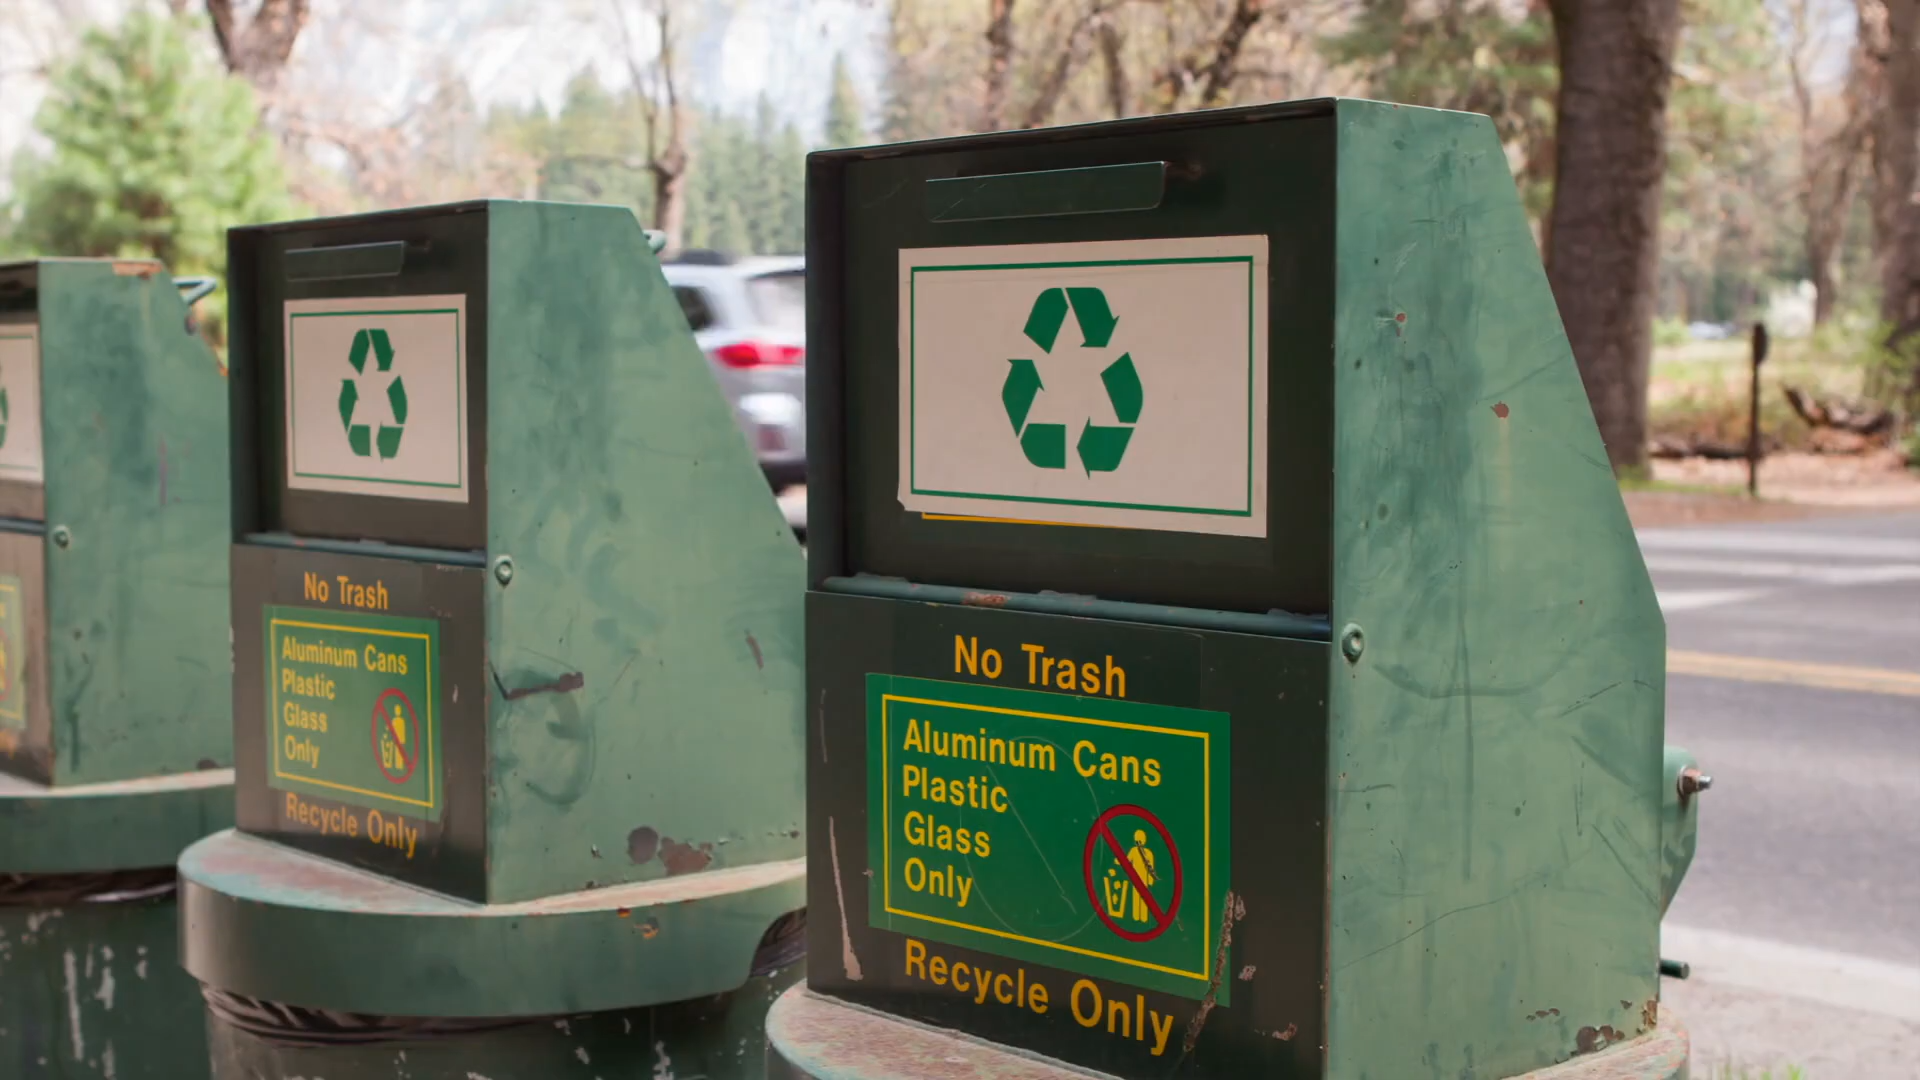 No Trash
Aluminum Cans
Plastic
Glass
Only
Recycle Only
No Trash
Aluminum Cans
Plastic
Glass
Only
Recycle Only